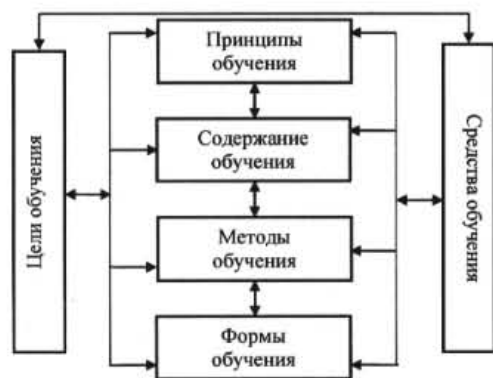 Цели обучения
Принципы
обучения
Содержание
обучения
Методы
обучения
Формы
обучения
Средства обучения